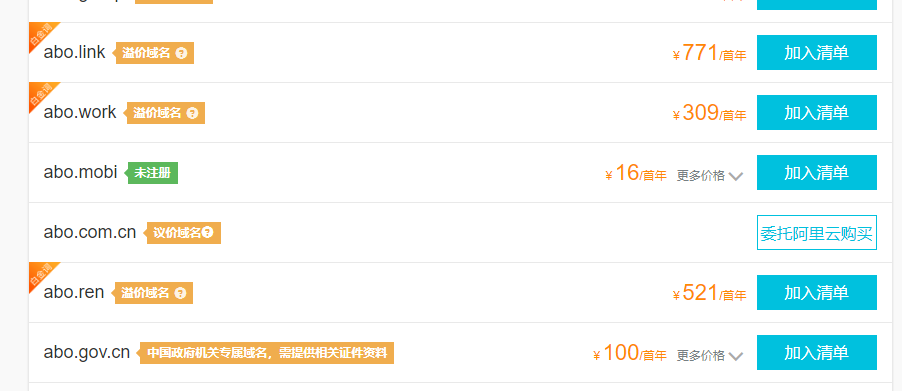 白金词
abo.link 溢价域名 ?
¥771/首年 加入清单
白金词
abo.work 溢价域名 ?
¥309/首年 加入清单
abo.mobi 未注册
¥16/首年 更多价格 加入清单
abo.com.cn 议价域名?
委托阿里云购买
白金词
abo.ren 溢价域名 ?
¥521/首年 加入清单
abo.gov.cn 中国政府机关专属域名，需提供相关证件资料
¥100/首年 更多价格 加入清单